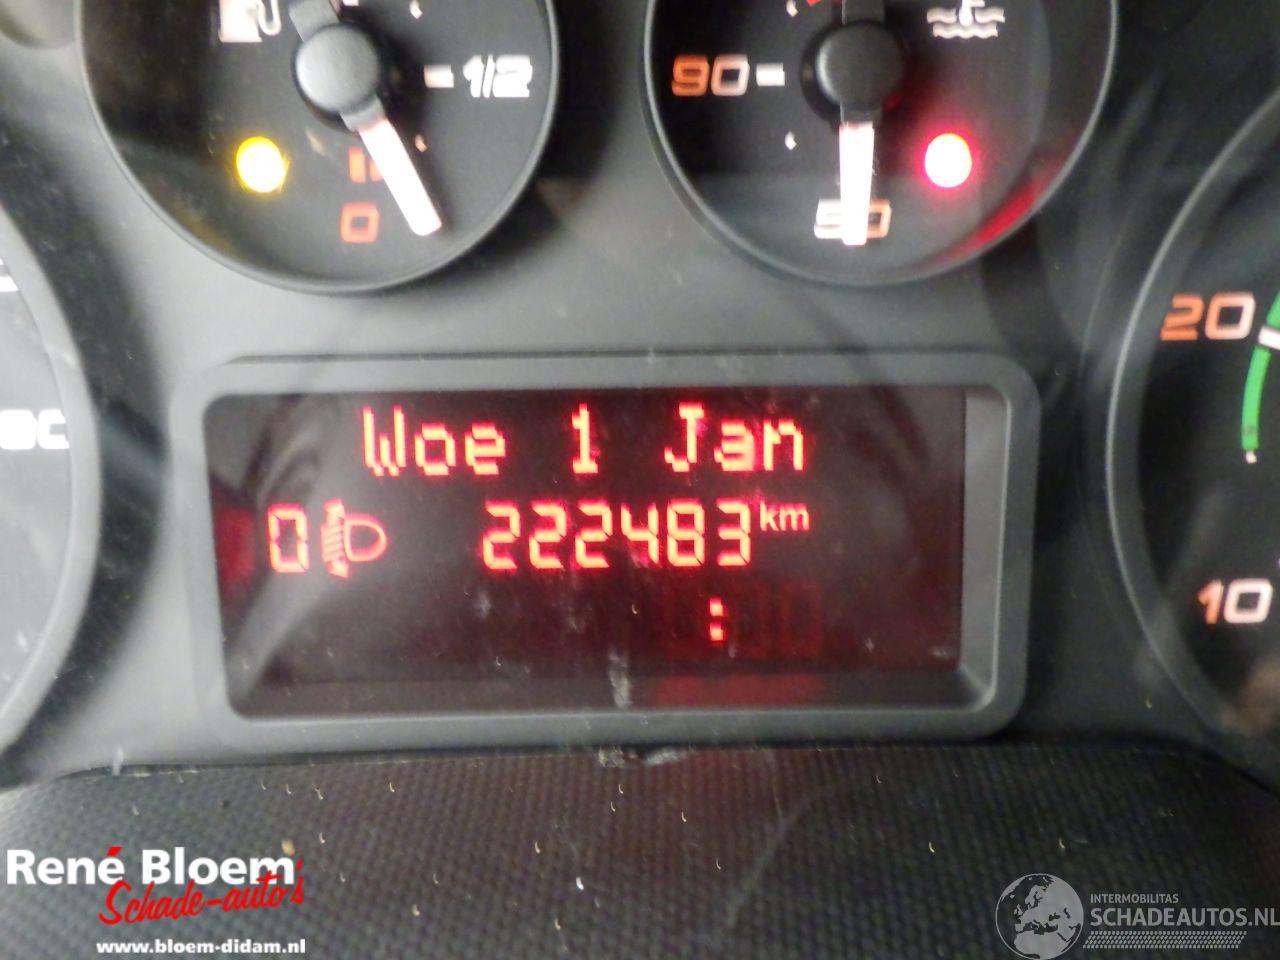 1/2
0
90
50
20
10
Woe 1 Jan
0 222483 km
:
René Bloem
Schade-auto's
www.bloem-didam.nl
INTERMOBILITAS
SCHADEAUTOS.NL